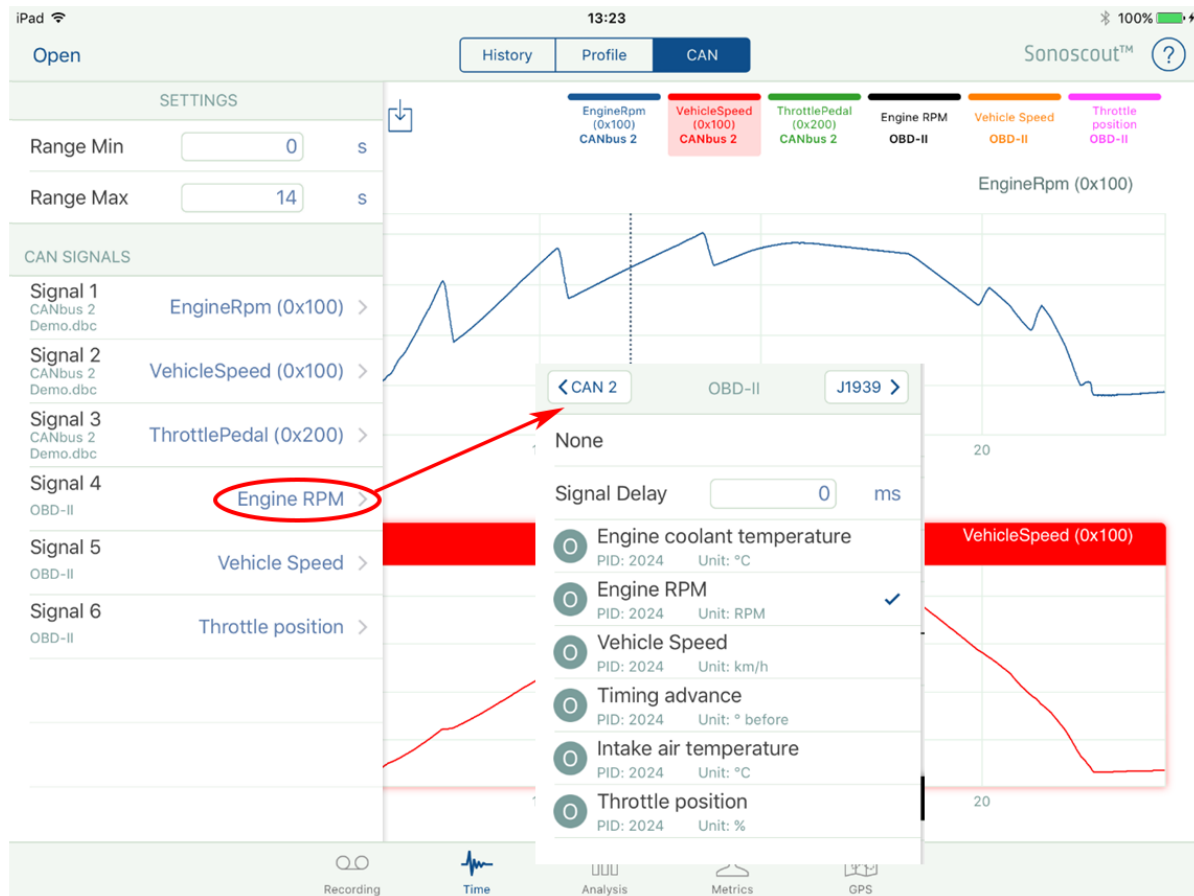 iPad 13:23 100%
Open History Profile CAN Sonoscout™ ?
SETTINGS
Range Min 0 s
Range Max 14 s
CAN SIGNALS
Signal 1
CANbus 2
Demo.dbc
EngineRpm (0x100)
Signal 2
CANbus 2
Demo.dbc
VehicleSpeed (0x100)
Signal 3
CANbus 2
Demo.dbc
ThrottlePedal (0x200)
Signal 4
OBD-II
Engine RPM
Signal 5
OBD-II
Vehicle Speed
Signal 6
OBD-II
Throttle position
EngineRpm
(0x100)
CANbus 2
VehicleSpeed
(0x100)
CANbus 2
ThrottlePedal
(0x200)
CANbus 2
Engine RPM
OBD-II
Vehicle Speed
OBD-II
Throttle
position
OBD-II
EngineRpm (0x100)
20
CAN 2 OBD-II J1939
None
Signal Delay 0 ms
O Engine coolant temperature
PID: 2024 Unit: °C
O Engine RPM
PID: 2024 Unit: RPM
O Vehicle Speed
PID: 2024 Unit: km/h
O Timing advance
PID: 2024 Unit: ° before
O Intake air temperature
PID: 2024 Unit: °C
O Throttle position
PID: 2024 Unit: %
VehicleSpeed (0x100)
20
Recording Time Analysis Metrics GPS